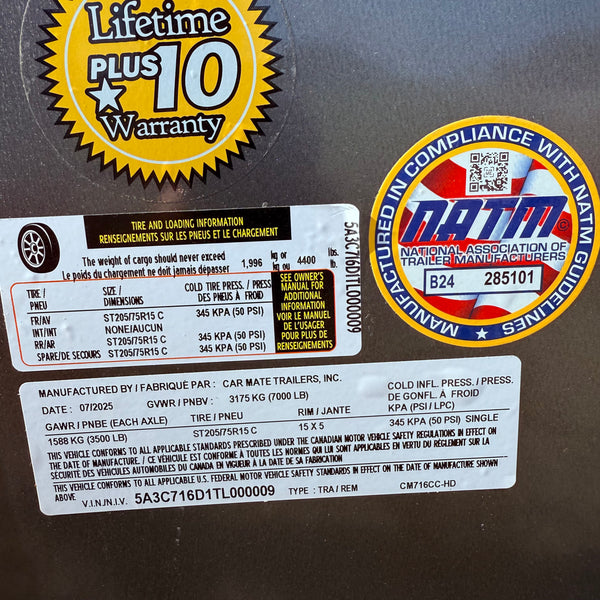 Lifetime
PLUS 10
Warranty
MANUFACTURED IN COMPLIANCE WITH NATM GUIDELINES
NATM
NATIONAL ASSOCIATION OF
TRAILER MANUFACTURERS
B24 285101
TIRE AND LOADING INFORMATION
RENSEIGNEMENTS SUR LES PNEUS ET LE CHARGEMENT
The weight of cargo should never exceed 1,996 kg or 4400 lbs.
Le poids du chargement ne doit jamais dépasser kg ou lb.
TIRE / SIZE / COLD TIRE PRESS. / PRESS
PNEU DIMENSIONS DES PNEUS À FROID
FR/AV ST205/75R15 C 345 KPA (50 PSI)
INT/INT NONE/AUCUN
RR/AR ST205/75R15 C 345 KPA (50 PSI)
SPARE/DE SECOURS ST205/75R15 C 345 KPA (50 PSI)
SEE OWNER'S
MANUAL FOR
ADDITIONAL
INFORMATION
VOIR LE MANUEL
DE L'USAGER
POUR PLUS DE
RENSEIGNEMENTS
5A3C716D1TL000009
MANUFACTURED BY / FABRIQUÉ PAR : CAR MATE TRAILERS, INC.
DATE : 07/2025 GVWR / PNBV : 3175 KG (7000 LB)
COLD INFL. PRESS. / PRESS.
DE GONFL. À FROID
KPA (PSI / LPC)
GAWR / PNBE (EACH AXLE) TIRE / PNEU RIM / JANTE
1588 KG (3500 LB) ST205/75R15 C 15 X 5 345 KPA (50 PSI) SINGLE
THIS VEHICLE CONFORMS TO ALL APPLICABLE STANDARDS PRESCRIBED UNDER THE CANADIAN MOTOR VEHICLE SAFETY REGULATIONS IN EFFECT ON
THE DATE OF MANUFACTURE. / CE VÉHICULE EST CONFORME À TOUTES LES NORMES QUI LUI SONT APPLICABLES EN VERTU DU RÈGLEMENT SUR LA
SÉCURITÉ DES VÉHICULES AUTOMOBILES DU CANADA EN VIGUEUR À LA DATE DE SA FABRICATION
THIS VEHICLE CONFORMS TO ALL APPLICABLE U.S. FEDERAL MOTOR VEHICLE SAFETY STANDARDS IN EFFECT ON THE DATE OF MANUFACTURE SHOWN
ABOVE
V.I.N./N.I.V. 5A3C716D1TL000009 TYPE : TRA / REM CM716CC-HD